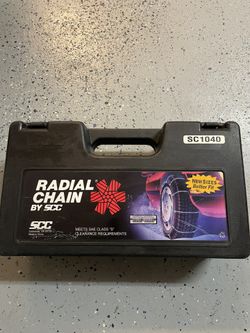 SC1040
RADIAL
CHAIN
BY SCC
NEW SIZES
Better Fit
SCC
MEETS SAE CLASS "S"
CLEARANCE REQUIREMENTS